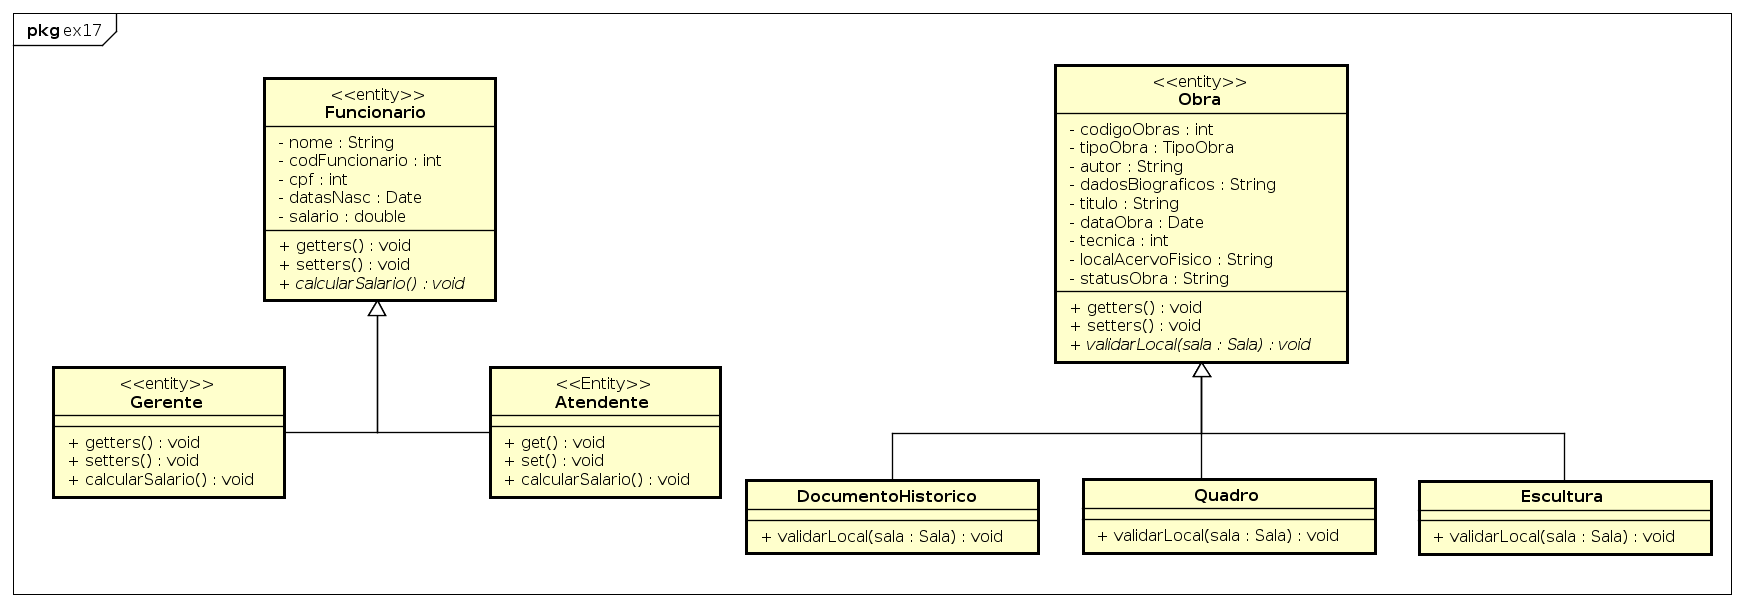 pkg ex17
<<entity>>
Funcionario
- nome : String
- codFuncionario : int
- cpf : int
- datasNasc : Date
- salario : double
+ getters() : void
+ setters() : void
+ calcularSalario() : void
<<entity>>
Gerente
+ getters() : void
+ setters() : void
+ calcularSalario() : void
<<Entity>>
Atendente
+ get() : void
+ set() : void
+ calcularSalario() : void
<<entity>>
Obra
- codigoObras : int
- tipoObra : TipoObra
- autor : String
- dadosBiograficos : String
- titulo : String
- dataObra : Date
- tecnica : int
- localAcervoFisico : String
- statusObra : String
+ getters() : void
+ setters() : void
+ validarLocal(sala : Sala) : void
DocumentoHistorico
+ validarLocal(sala : Sala) : void
Quadro
+ validarLocal(sala : Sala) : void
Escultura
+ validarLocal(sala : Sala) : void